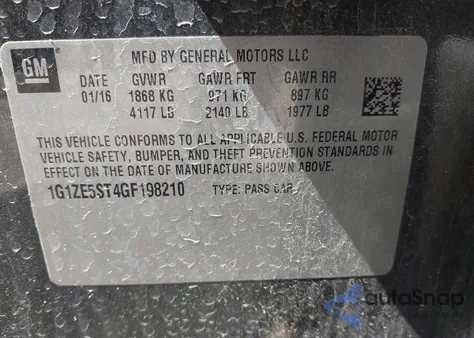 GM
MFD BY GENERAL MOTORS LLC
DATE GVWR GAWR FRT GAWR RR
01/16 1868 KG 971 KG 897 KG
4117 LB 2140 LB 1977 LB
THIS VEHICLE CONFORMS TO ALL APPLICABLE U.S. FEDERAL MOTOR
VEHICLE SAFETY, BUMPER, AND THEFT PREVENTION STANDARDS IN
EFFECT ON THE DATE OF MANUFACTURE SHOWN ABOVE.
1G1ZE5ST4GF198210 TYPE: PASS CAR
autoSnap